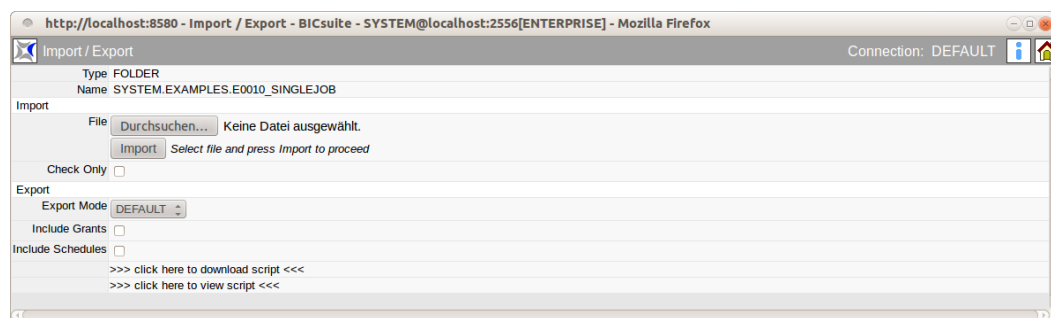 http://localhost:8580 - Import / Export - BICsuite - SYSTEM@localhost:2556[ENTERPRISE] - Mozilla Firefox
Import / Export Connection: DEFAULT
Type FOLDER
Name SYSTEM.EXAMPLES.E0010_SINGLEJOB
Import
File Durchsuchen... Keine Datei ausgewählt.
Import Select file and press Import to proceed
Check Only
Export
Export Mode DEFAULT
Include Grants
Include Schedules
>>> click here to download script <<<
>>> click here to view script <<<